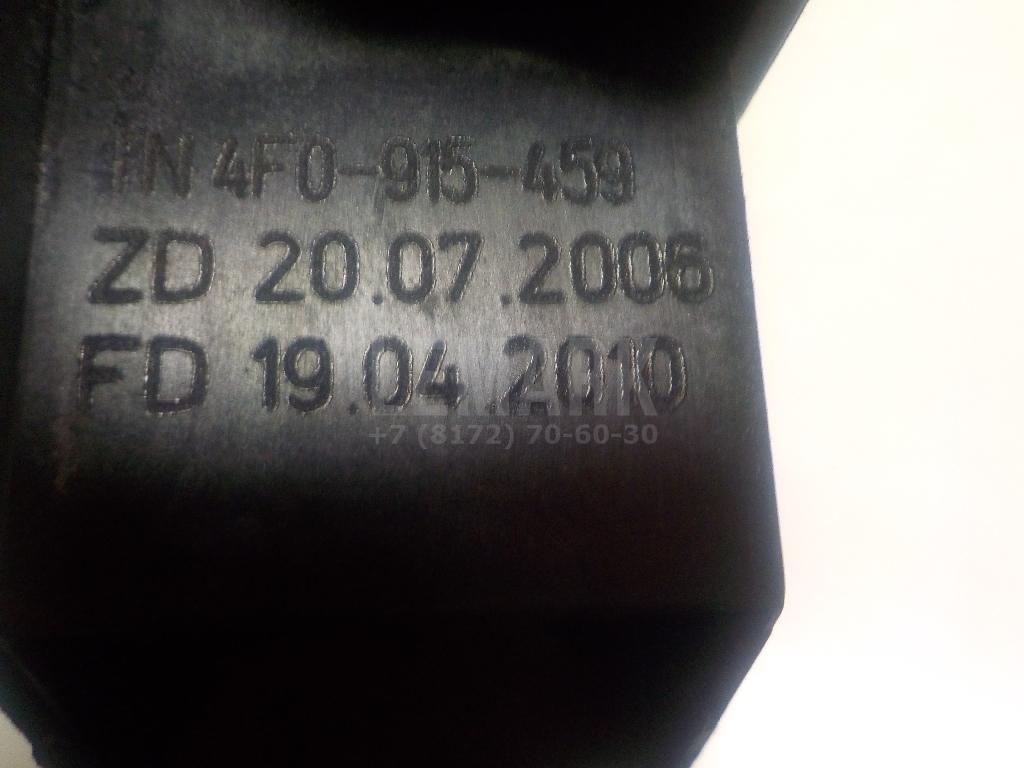 TN 4F0-915-459
ZD 20.07.2006
FD 19.04.2010
+7 (8172) 70-60-30